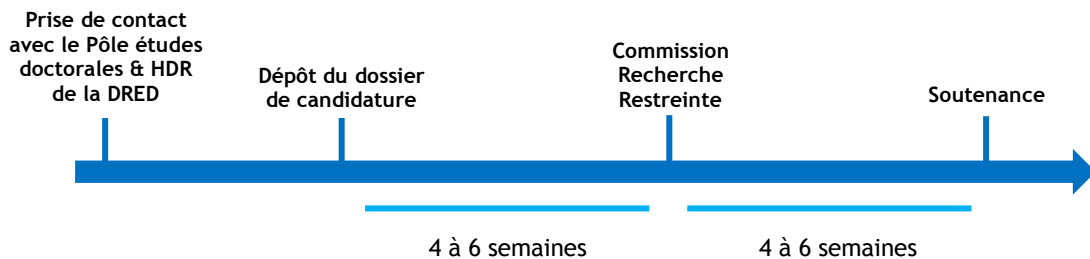 Prise de contact
avec le Pôle études
doctorales & HDR
de la DRED
Dépôt du dossier
de candidature
Commission
Recherche
Restreinte
Soutenance
4 à 6 semaines
4 à 6 semaines